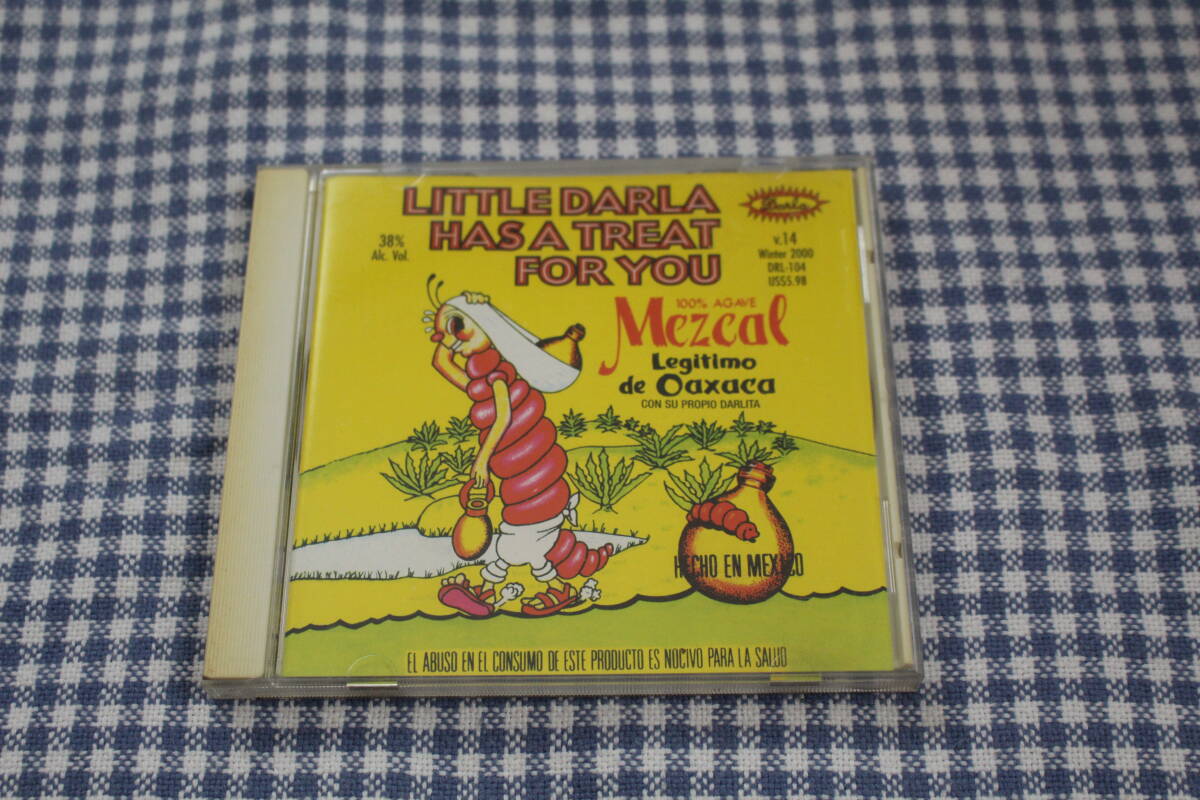 LITTLE DARLA
HAS A TREAT
FOR YOU
Darla
38%
Alc. Vol.
v.14
Winter 2000
DRL-104
US$5.98
100% AGAVE
Mezcal
Legitimo
de Oaxaca
CON SU PROPIO DARLITA
HECHO EN MEXICO
EL ABUSO EN EL CONSUMO DE ESTE PRODUCTO ES NOCIVO PARA LA SALUD